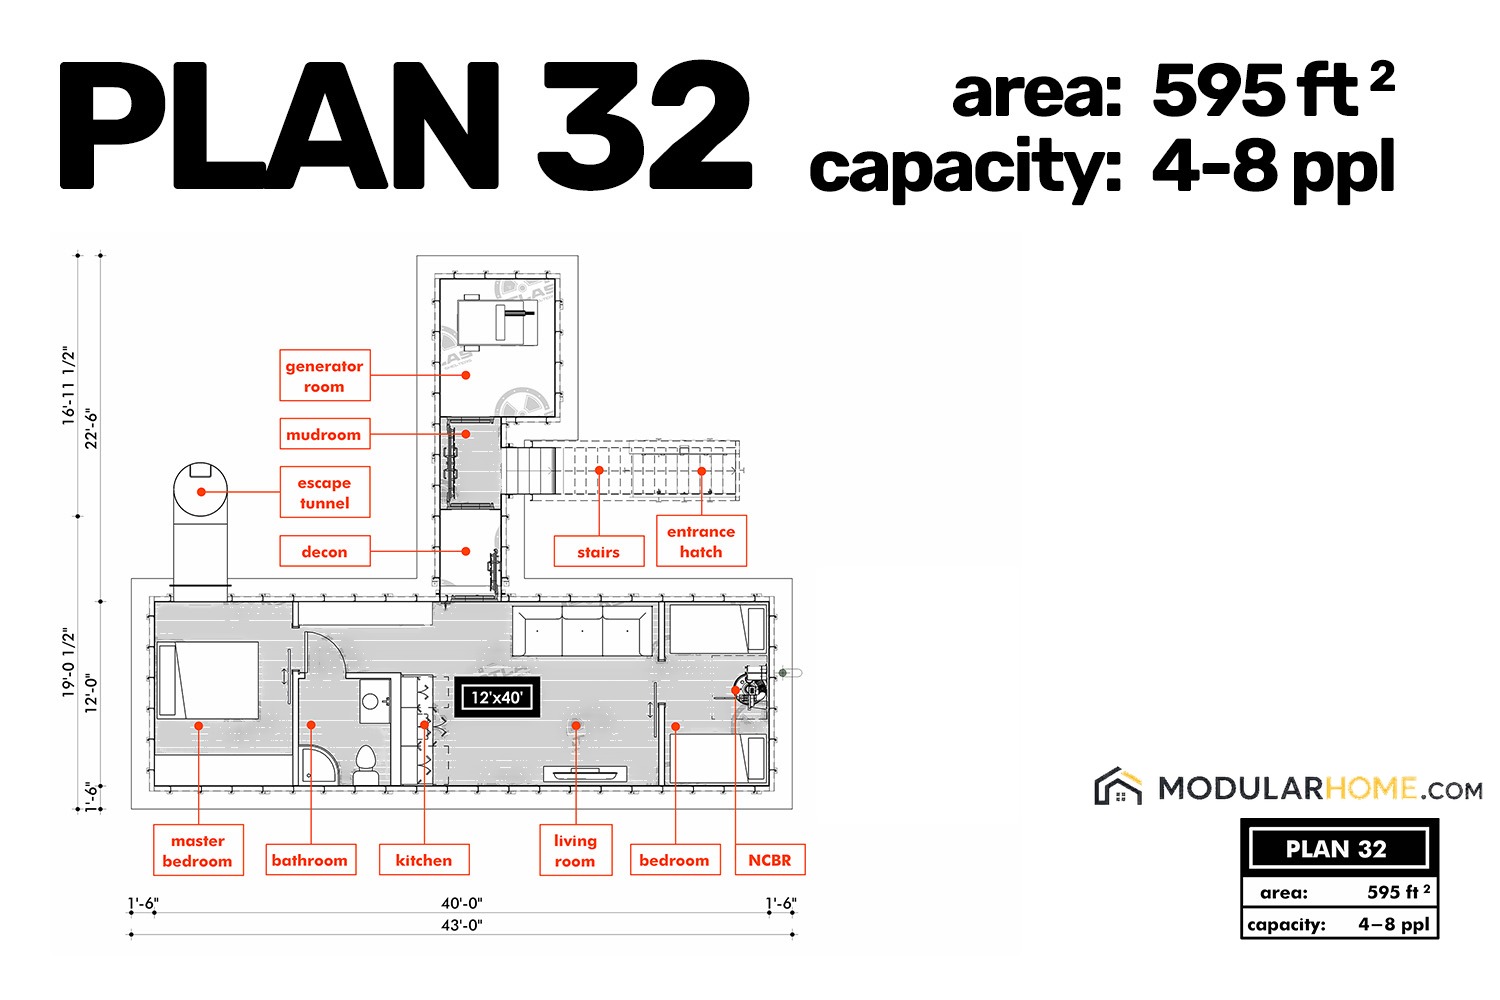 PLAN 32
area: 595 ft²
capacity: 4-8 ppl
16'-11 1/2"
22'-6"
generator
room
mudroom
escape
tunnel
decon
stairs
entrance
hatch
19'-0 1/2"
12'-0"
1'-6"
12'x40'
master
bedroom
bathroom
kitchen
living
room
bedroom
NCBR
1'-6" 40'-0" 1'-6"
43'-0"
MODULARHOME.COM
PLAN 32
area: 595 ft²
capacity: 4–8 ppl